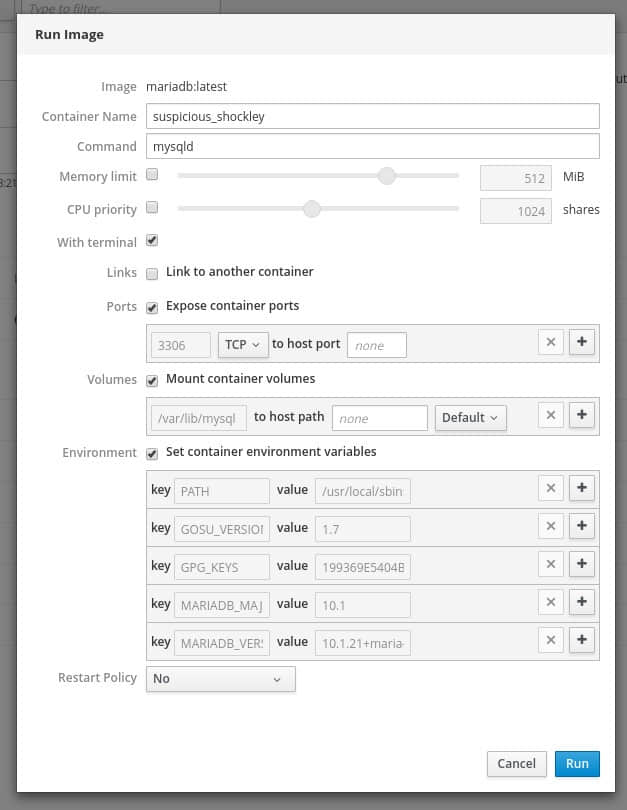 Type to filter...
Run Image
Image mariadb:latest
Container Name suspicious_shockley
Command mysqld
Memory limit 512 MiB
CPU priority 1024 shares
With terminal
Links Link to another container
Ports Expose container ports
3306 TCP to host port none
Volumes Mount container volumes
/var/lib/mysql to host path none Default
Environment Set container environment variables
key PATH value /usr/local/sbin
key GOSU_VERSION value 1.7
key GPG_KEYS value 199369E5404B
key MARIADB_MAJ value 10.1
key MARIADB_VERS value 10.1.21+maria-
Restart Policy No
Cancel Run